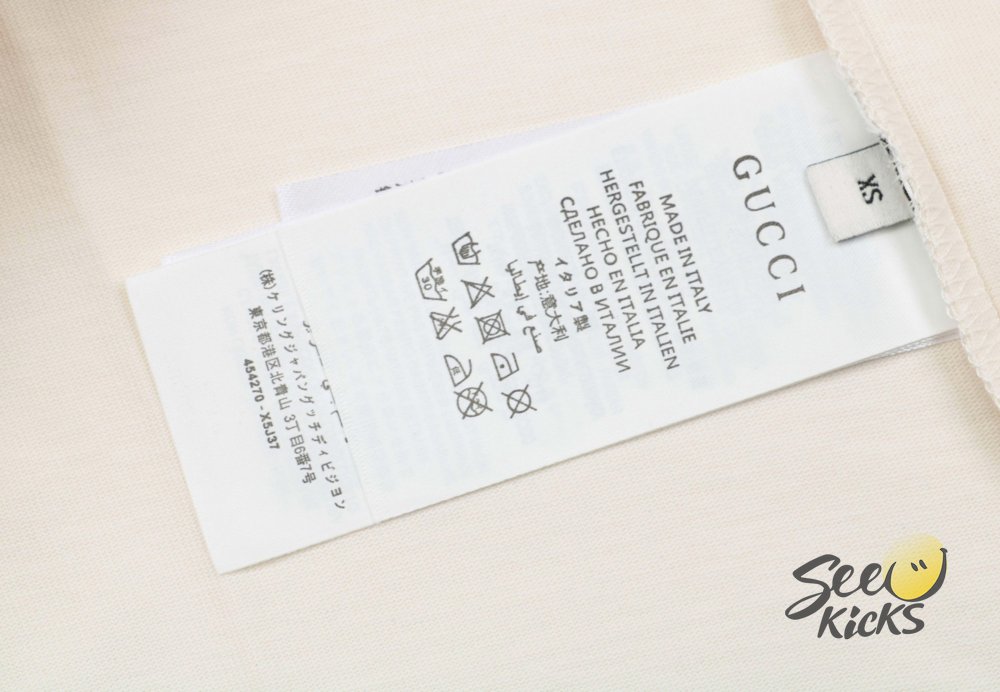 XS
GUCCI
MADE IN ITALY
FABRIQUE EN ITALIE
HERGESTELLT IN ITALIEN
HECHO EN ITALIA
СДЕЛАНО В ИТАЛИИ
イタリア製
产地:意大利
صنع في إيطاليا
30
(株)ケリングジャパングッチディビジョン
東京都港区北青山 3丁目6番7号
454270 - X5J37
See
KicKS